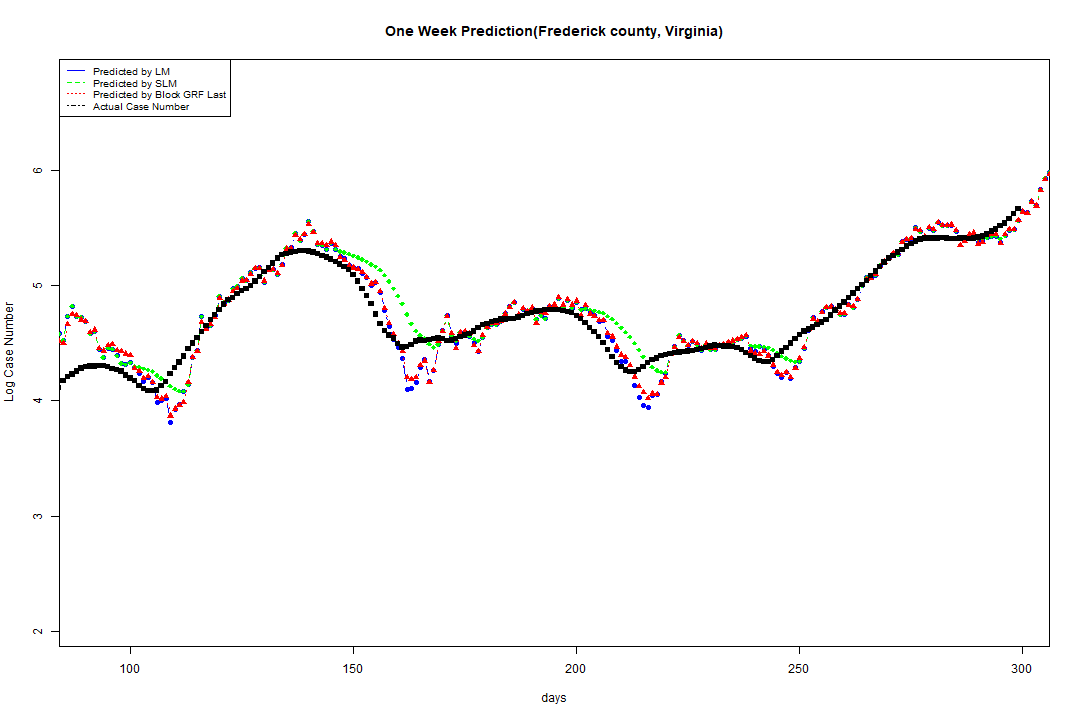 One Week Prediction(Frederick county, Virginia)
Predicted by LM
Predicted by SLM
Predicted by Block GRF Last
Actual Case Number
6
5
4
3
2
Log Case Number
100 150 200 250 300
days